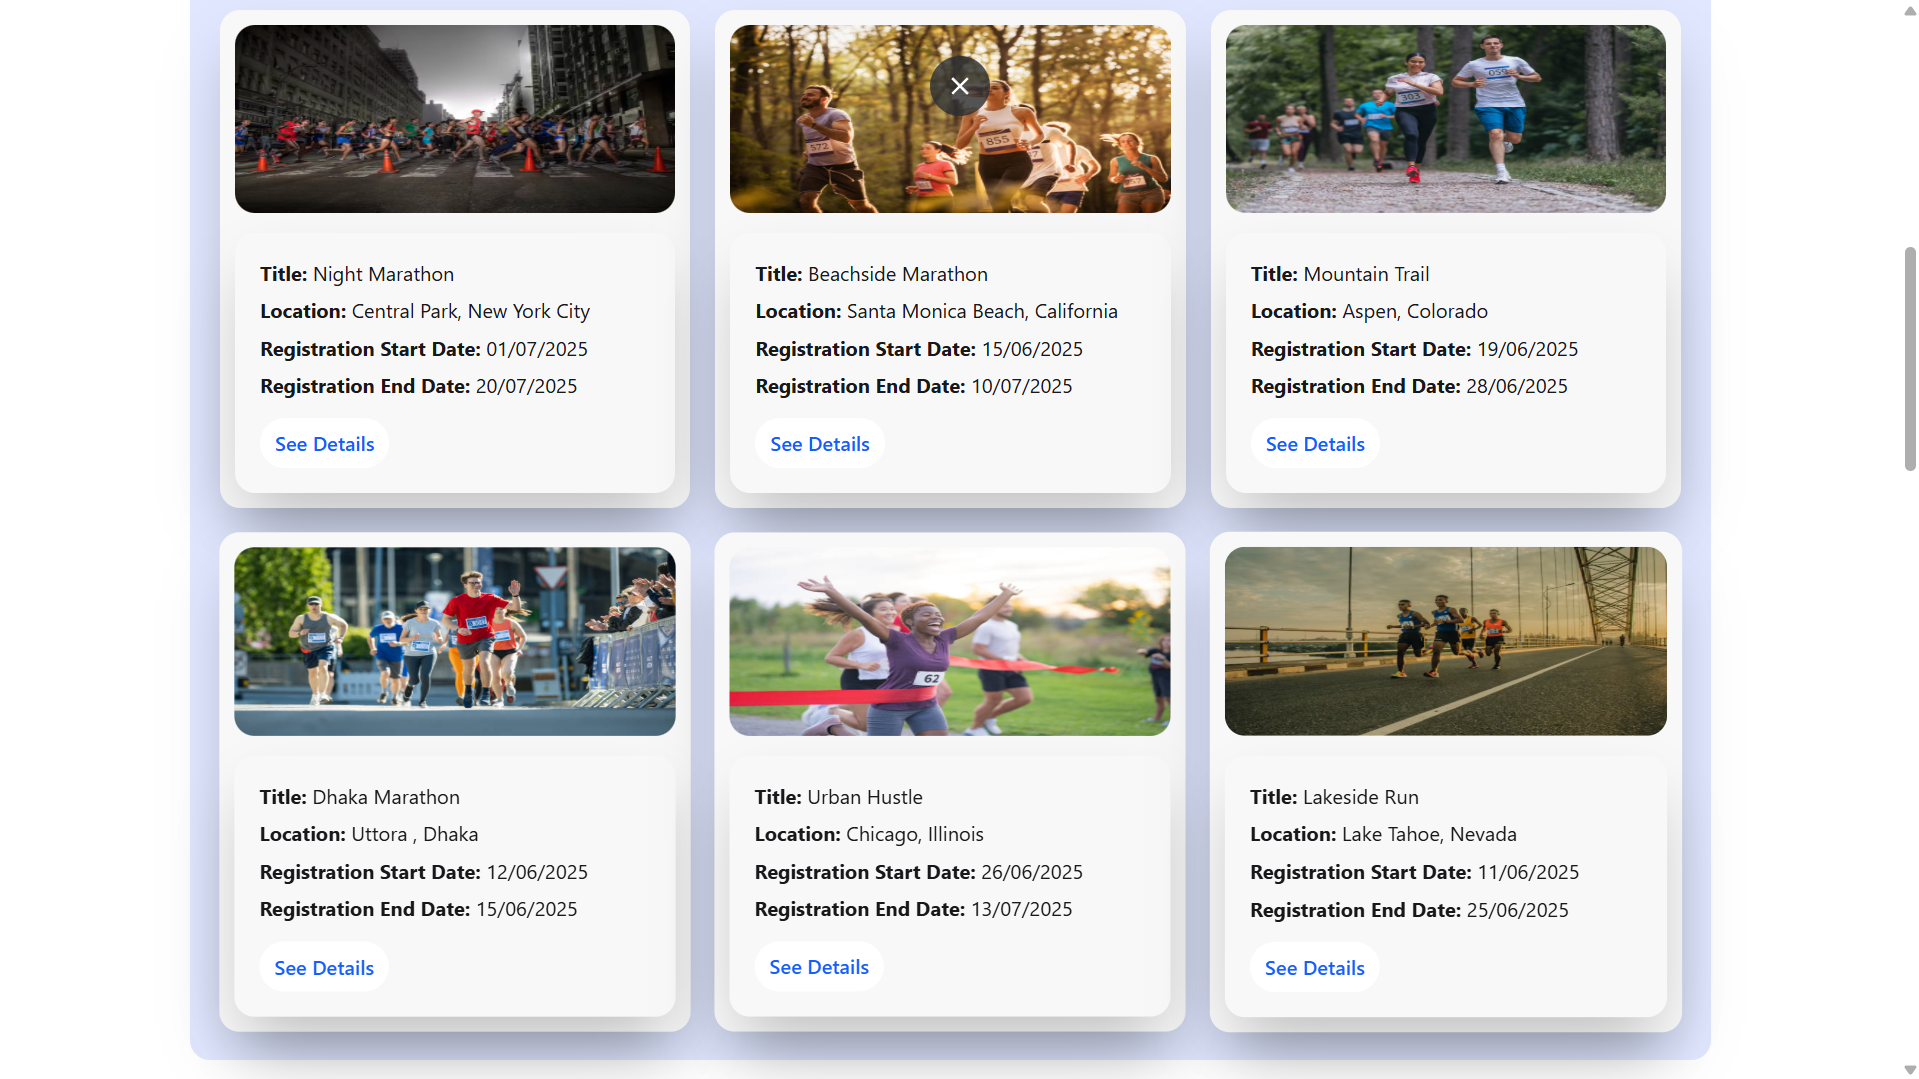 572
855
303
059
Title: Night Marathon
Location: Central Park, New York City
Registration Start Date: 01/07/2025
Registration End Date: 20/07/2025
See Details
Title: Beachside Marathon
Location: Santa Monica Beach, California
Registration Start Date: 15/06/2025
Registration End Date: 10/07/2025
See Details
Title: Mountain Trail
Location: Aspen, Colorado
Registration Start Date: 19/06/2025
Registration End Date: 28/06/2025
See Details
62
Title: Dhaka Marathon
Location: Uttora , Dhaka
Registration Start Date: 12/06/2025
Registration End Date: 15/06/2025
See Details
Title: Urban Hustle
Location: Chicago, Illinois
Registration Start Date: 26/06/2025
Registration End Date: 13/07/2025
See Details
Title: Lakeside Run
Location: Lake Tahoe, Nevada
Registration Start Date: 11/06/2025
Registration End Date: 25/06/2025
See Details